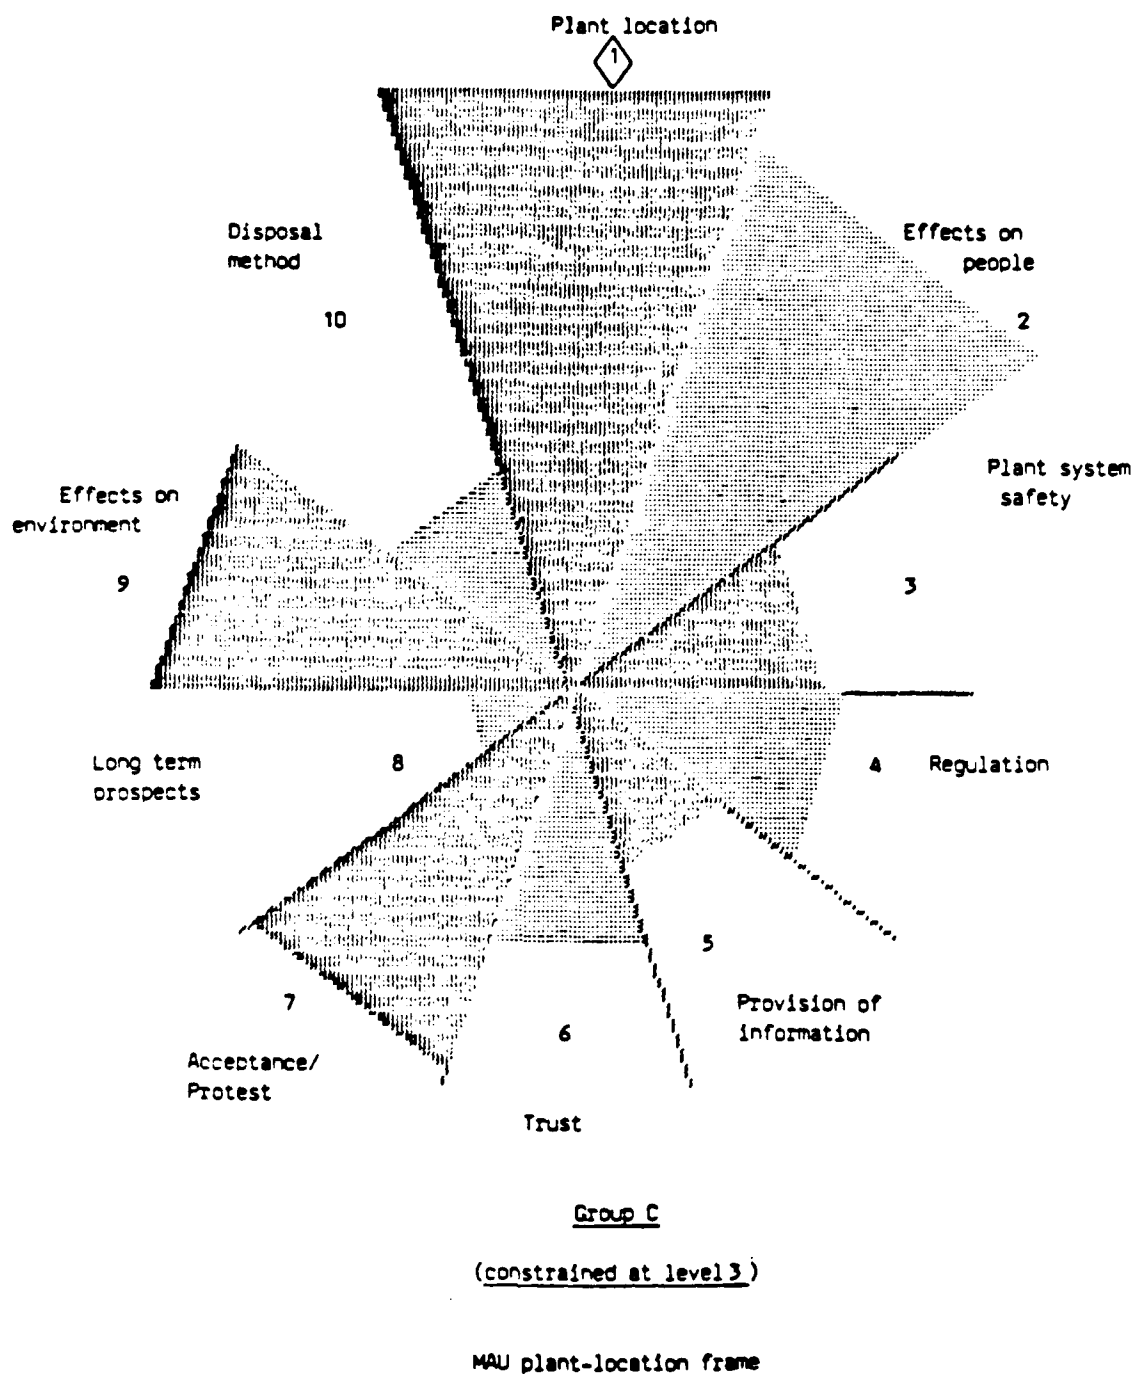 Plant location
1
Disposal
method
10
Effects on
people
2
Plant system
safety
3
Effects on
environment
9
Long term
prospects
8
4 Regulation
5
Provision of
information
7
Acceptance/
Protest
6
Trust
Group C
(constrained at level 3)
MAU plant-location frame